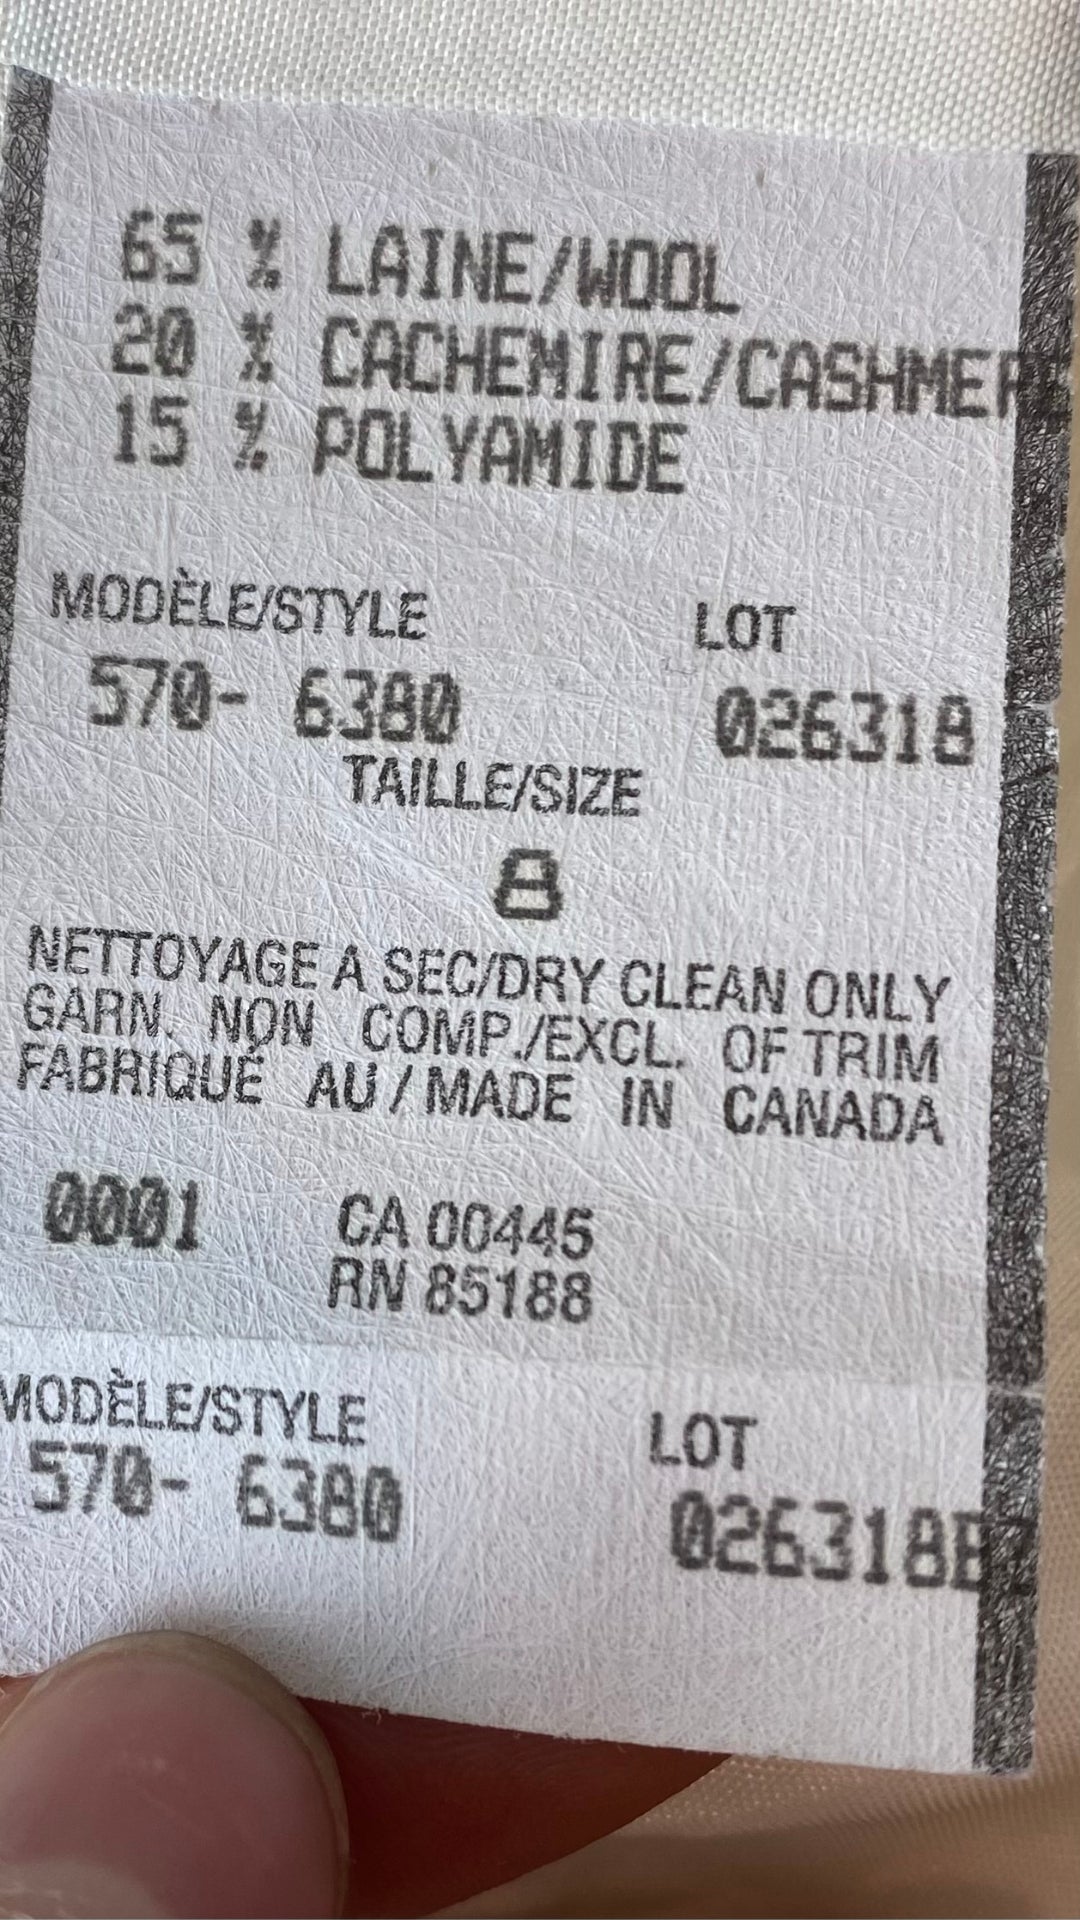 65 % LAINE/WOOL
20 % CACHEMIRE/CASHMERE
15 % POLYAMIDE
MODÈLE/STYLE LOT
570- 6380 026318
TAILLE/SIZE
8
NETTOYAGE A SEC/DRY CLEAN ONLY
GARN. NON COMP./EXCL. OF TRIM
FABRIQUÉ AU / MADE IN CANADA
0001 CA 00445
RN 85188
MODÈLE/STYLE LOT
570- 6380 026318